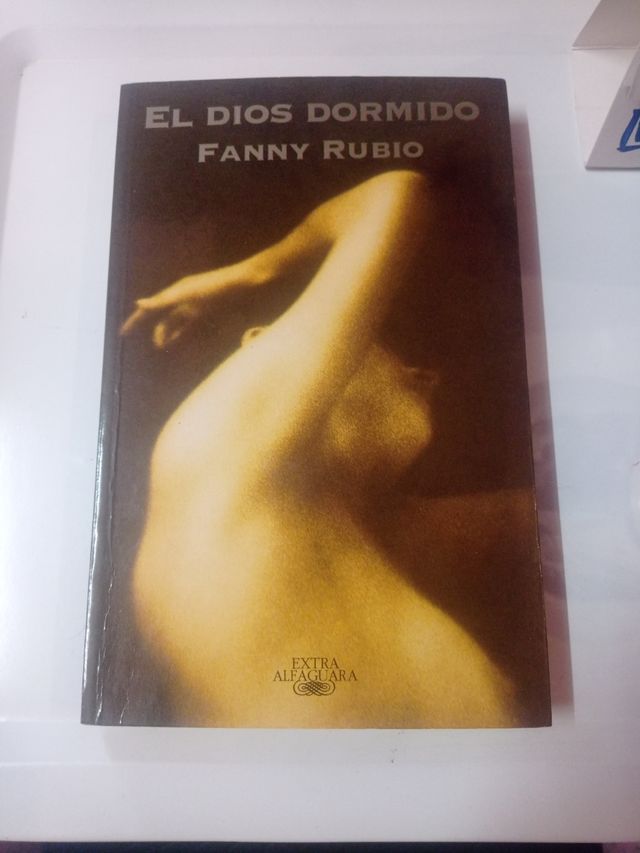 EL DIOS DORMIDO
FANNY RUBIO
EXTRA
ALFAGUARA